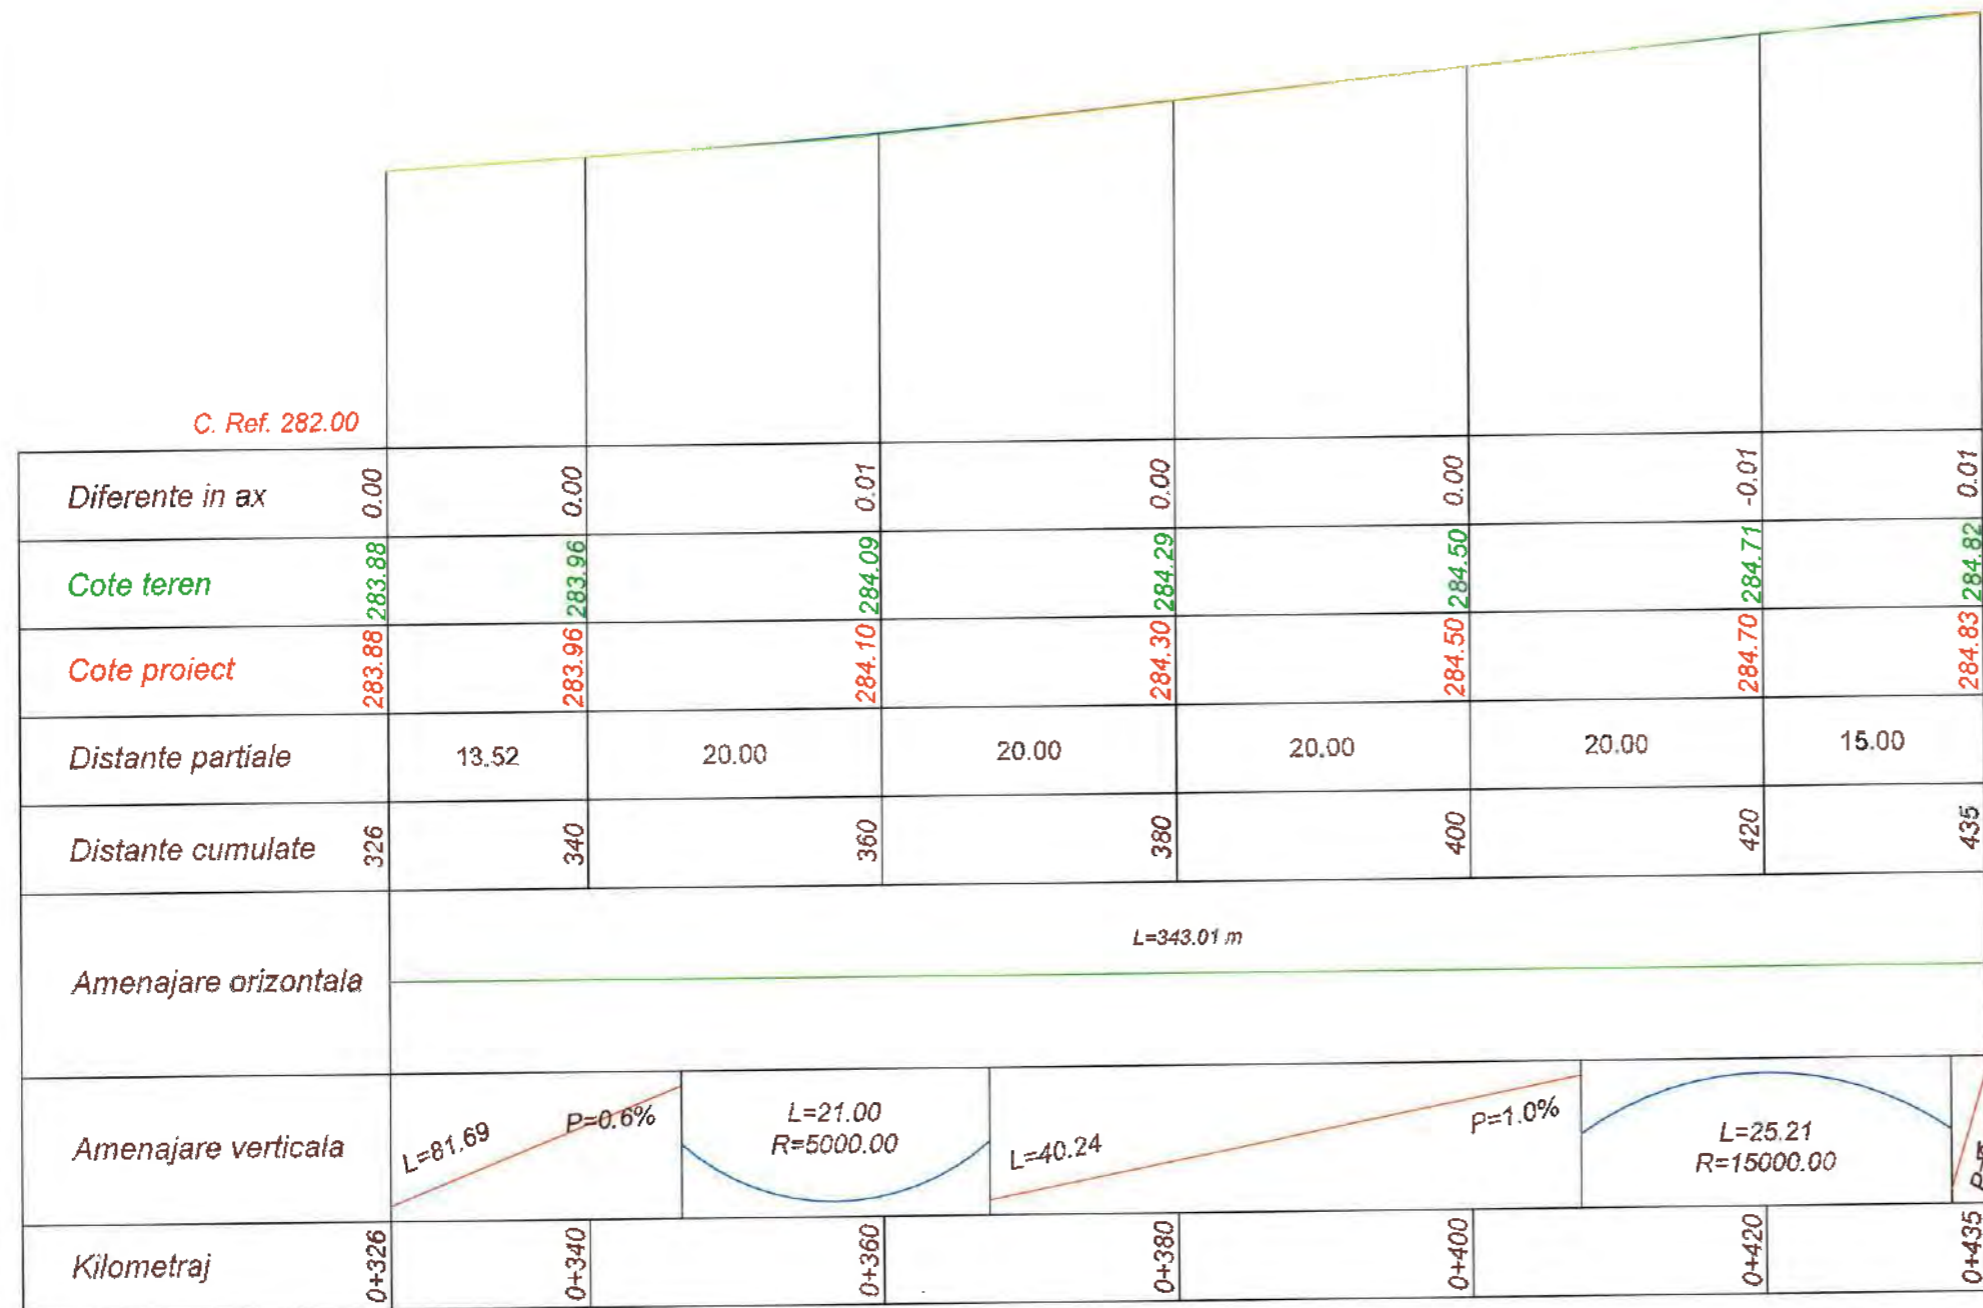 C. Ref. 282.00
Diferente in ax 0.00 0.00 0.01 0.00 0.00 -0.01 0.01
Cote teren 283.88 283.96 284.09 284.29 284.50 284.71 284.82
Cote proiect 283.88 283.96 284.10 284.30 284.50 284.70 284.83
Distante partiale 13.52 20.00 20.00 20.00 20.00 15.00
Distante cumulate 326 340 360 380 400 420 435
L=343.01 m
Amenajare orizontala
Amenajare verticala
L=81.69 P=0.6%
L=21.00
R=5000.00
L=40.24 P=1.0%
L=25.21
R=15000.00
Kilometraj 0+326 0+340 0+360 0+380 0+400 0+420 0+435